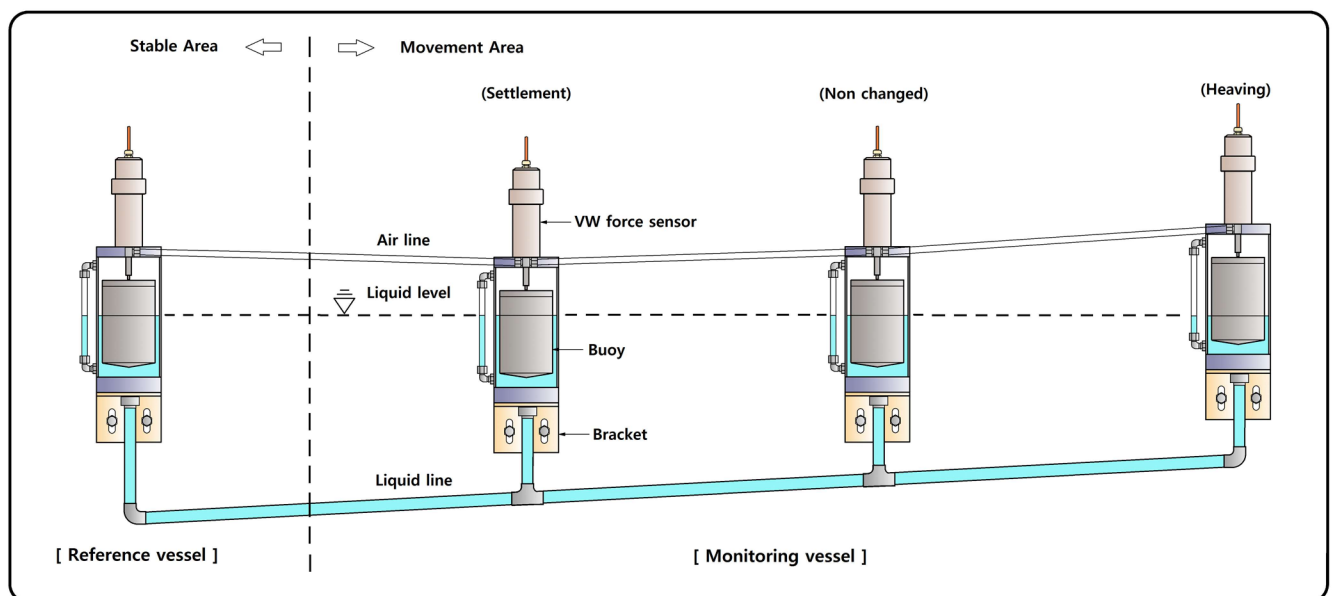 Stable Area
Movement Area
(Settlement)
(Non changed)
(Heaving)
VW force sensor
Air line
Liquid level
Buoy
Bracket
Liquid line
[ Reference vessel ]
[ Monitoring vessel ]